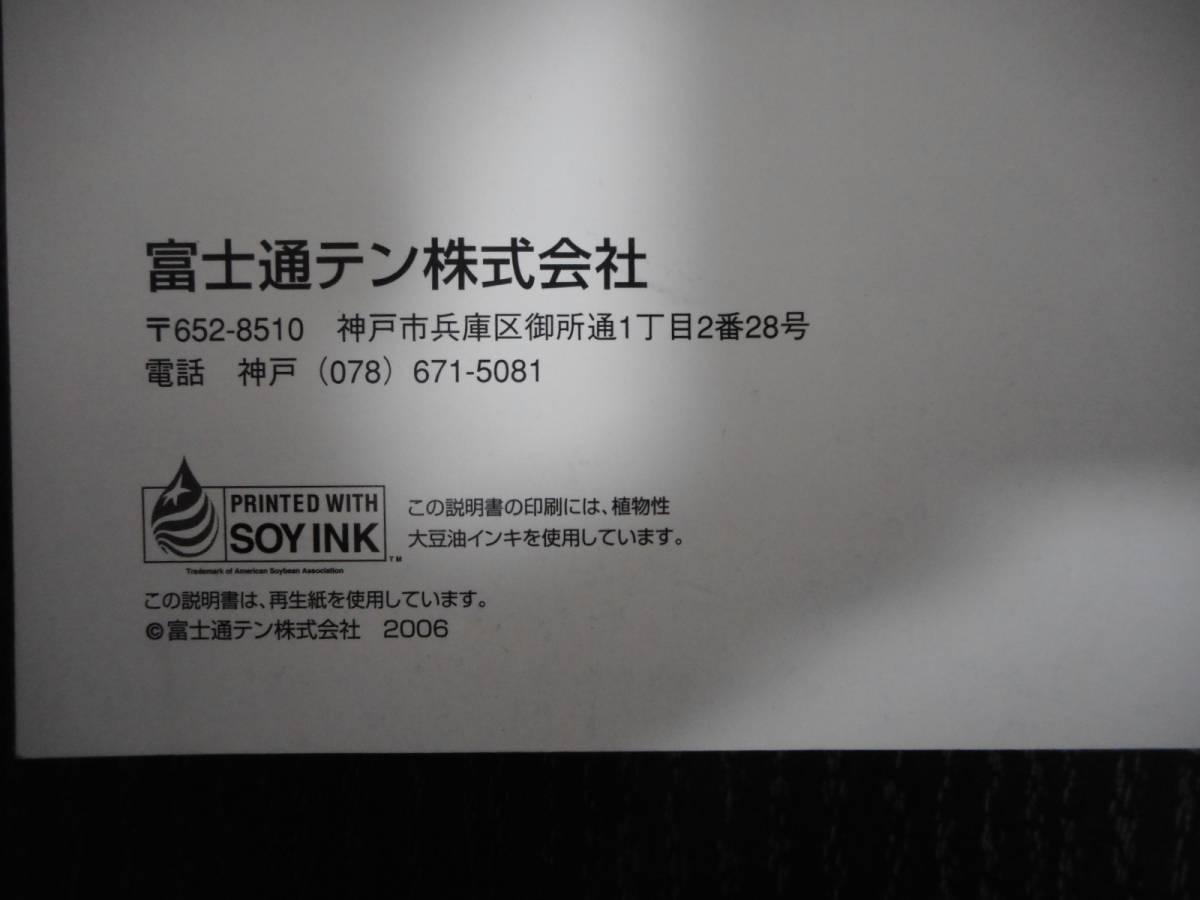 富士通テン株式会社
〒652-8510　神戸市兵庫区御所通1丁目2番28号
電話　神戸（078）671-5081
PRINTED WITH
SOY INK
TM
Trademark of American Soybean Association
この説明書の印刷には、植物性
大豆油インキを使用しています。
この説明書は、再生紙を使用しています。
©富士通テン株式会社　2006